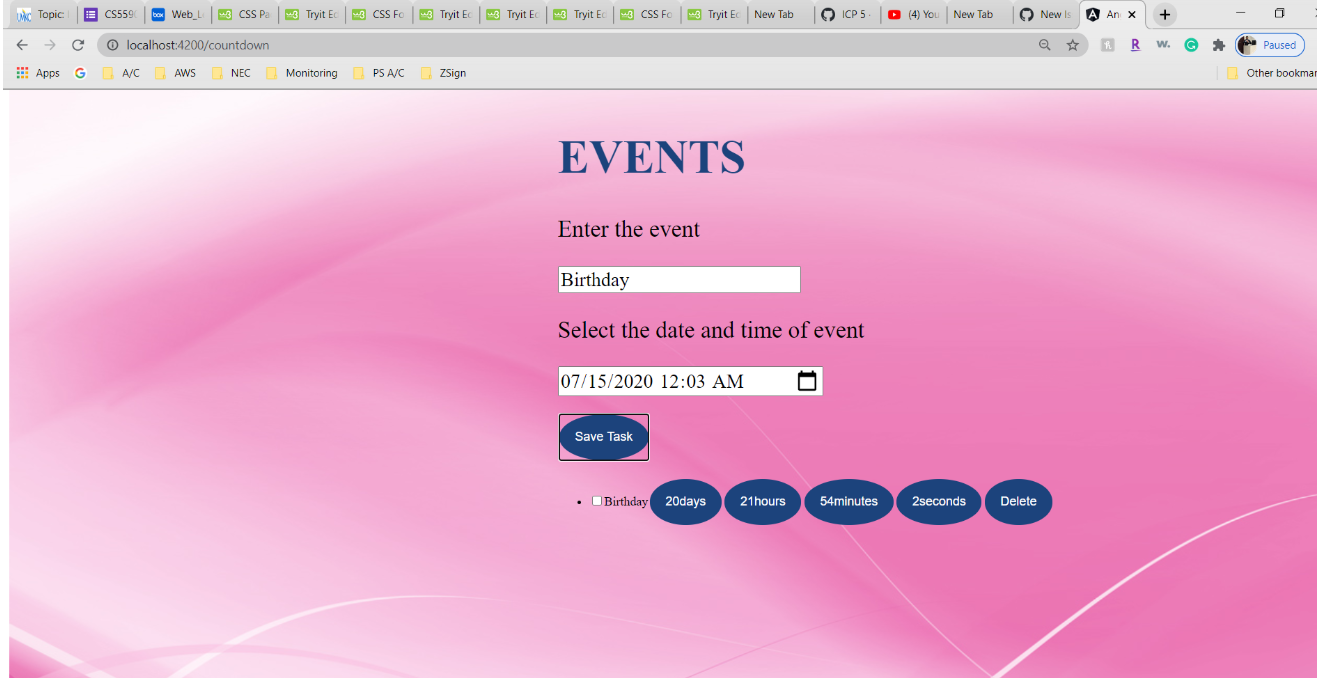 Topic: CS559 Web_L CSS Pa Tryit Ec CSS Fo Tryit Ec Tryit Ec Tryit Ec CSS Fo Tryit Ec New Tab ICP 5 - (4) You New Tab New Is An
localhost:4200/countdown Paused
Apps A/C AWS NEC Monitoring PS A/C ZSign Other bookmar
EVENTS
Enter the event
Birthday
Select the date and time of event
07/15/2020 12:03 AM
Save Task
Birthday 20days 21hours 54minutes 2seconds Delete